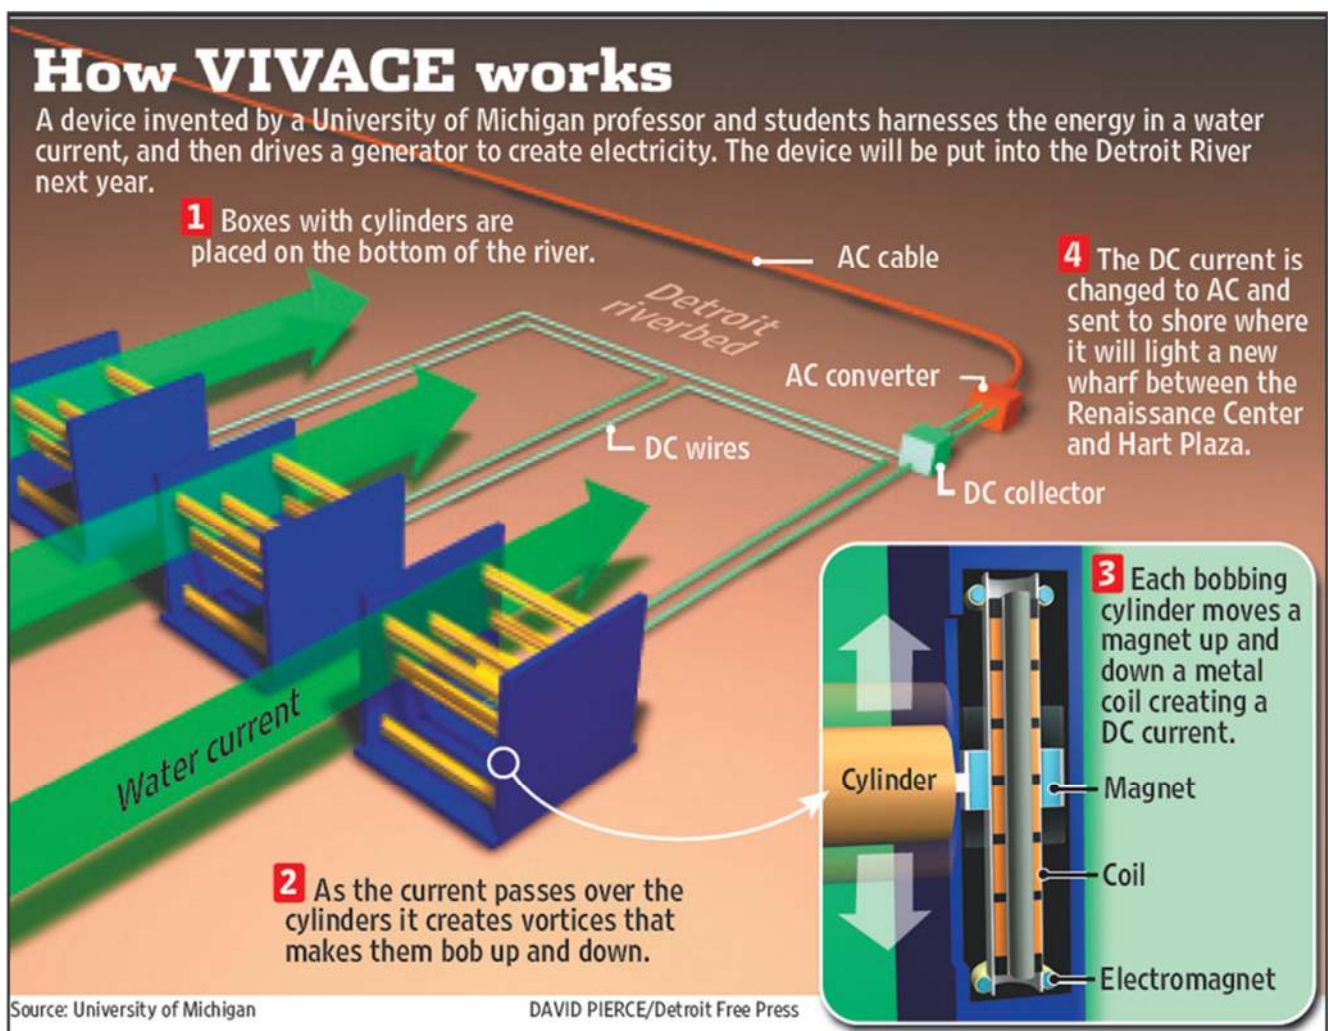 How VIVACE works
A device invented by a University of Michigan professor and students harnesses the energy in a water
current, and then drives a generator to create electricity. The device will be put into the Detroit River
next year.
1 Boxes with cylinders are
placed on the bottom of the river.
AC cable
4 The DC current is
changed to AC and
sent to shore where
it will light a new
wharf between the
Renaissance Center
and Hart Plaza.
Detroit
riverbed
AC converter
DC wires
DC collector
Water current
3 Each bobbing
cylinder moves a
magnet up and
down a metal
coil creating a
DC current.
Cylinder
Magnet
Coil
Electromagnet
2 As the current passes over the
cylinders it creates vortices that
makes them bob up and down.
Source: University of Michigan
DAVID PIERCE/Detroit Free Press